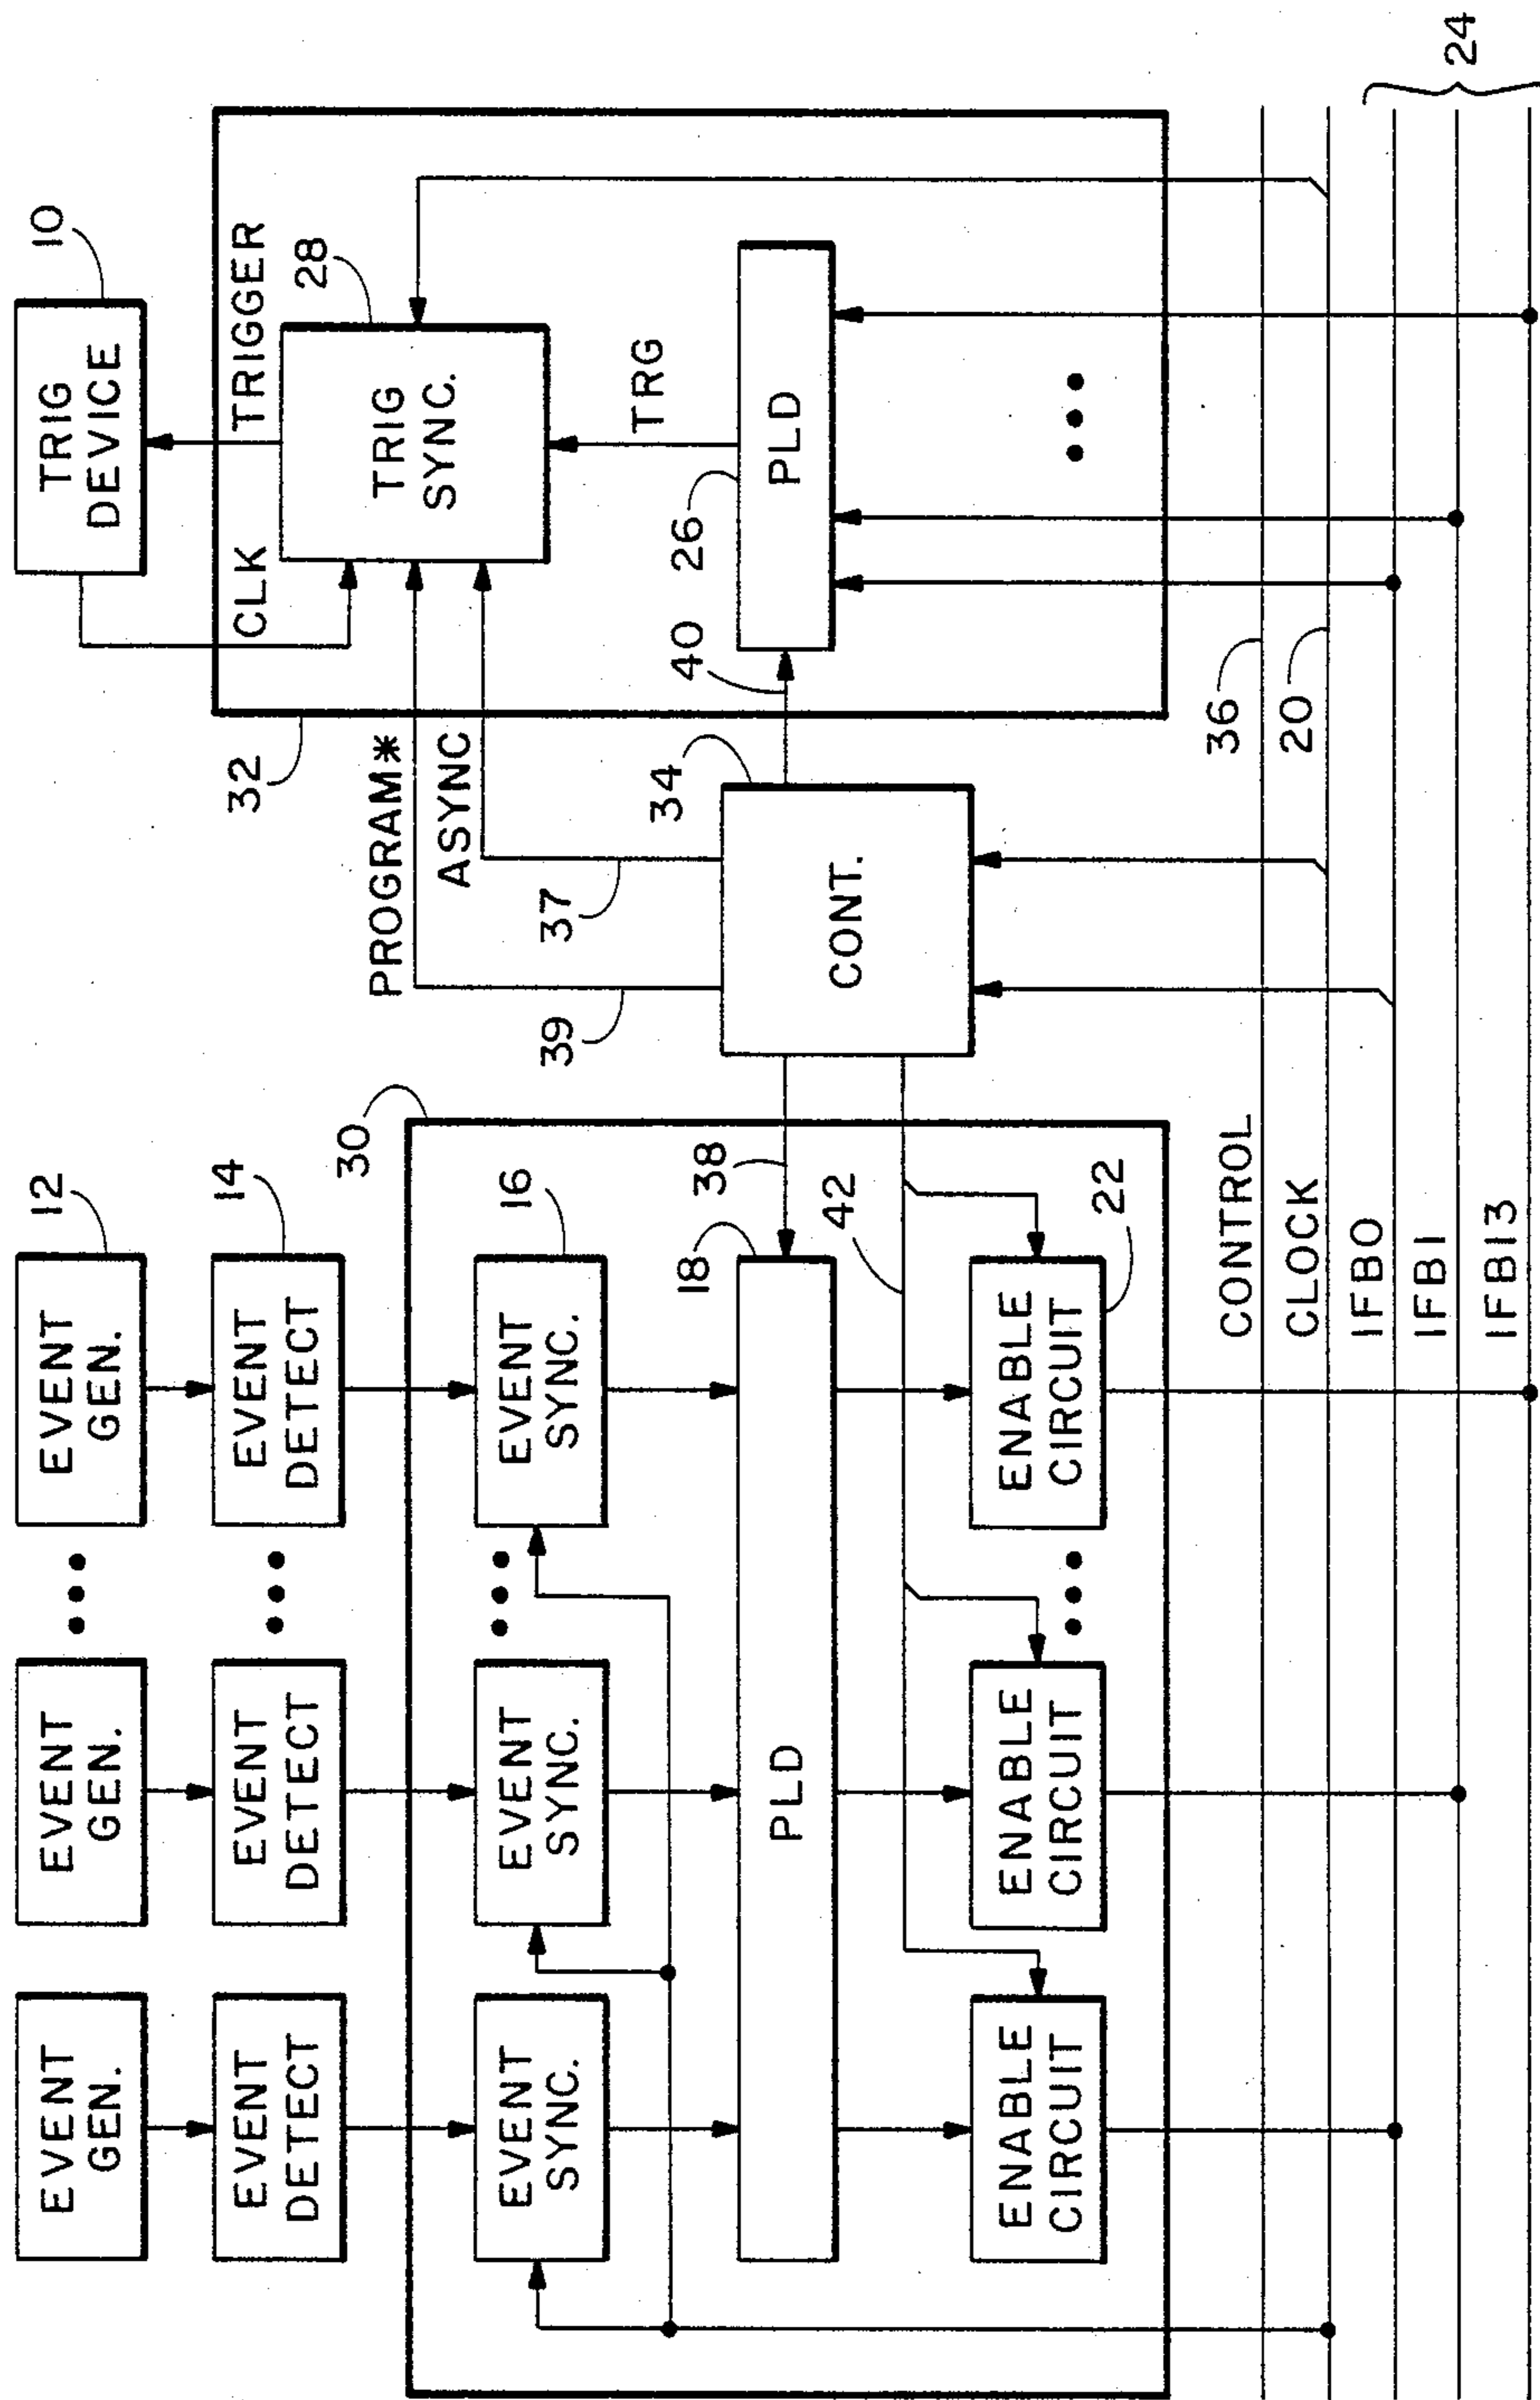 EVENT
GEN.
EVENT
GEN.
•••
EVENT
GEN.
12
TRIG
DEVICE
10
EVENT
DETECT
EVENT
DETECT
•••
EVENT
DETECT
14
30
32
CLK
TRIGGER
EVENT
SYNC.
EVENT
SYNC.
•••
EVENT
SYNC.
16
PROGRAM*
ASYNC
TRIG
SYNC.
28
39
37
TRG
PLD
18
38
42
CONT.
34
40
26
PLD
•••
ENABLE
CIRCUIT
ENABLE
CIRCUIT
•••
ENABLE
CIRCUIT
22
CONTROL
36
CLOCK
20
IFB0
IFB1
IFB13
24